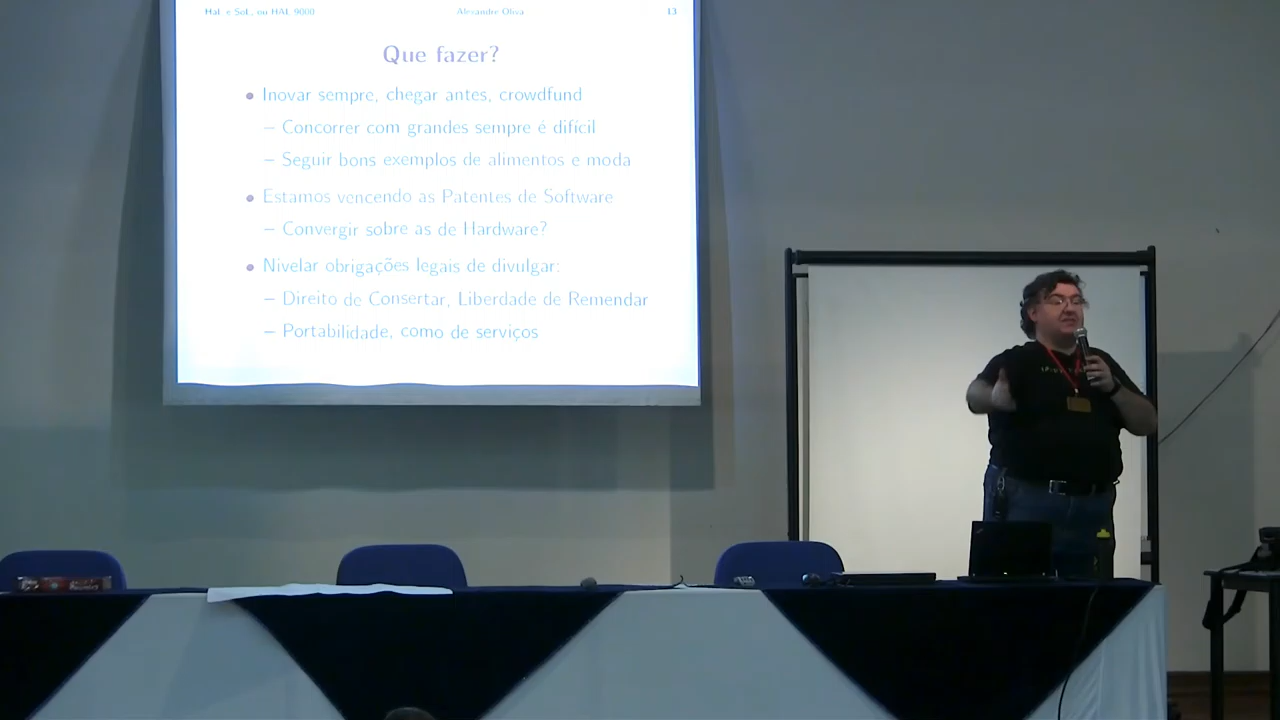 Hal e Sol, ou HAL 9000 Alexandre Oliva 13
Que fazer?
• Inovar sempre, chegar antes, crowdfund
– Concorrer com grandes sempre é difícil
– Seguir bons exemplos de alimentos e moda
• Estamos vencendo as Patentes de Software
– Convergir sobre as de Hardware?
• Nivelar obrigações legais de divulgar:
– Direito de Consertar, Liberdade de Remendar
– Portabilidade, como de serviços